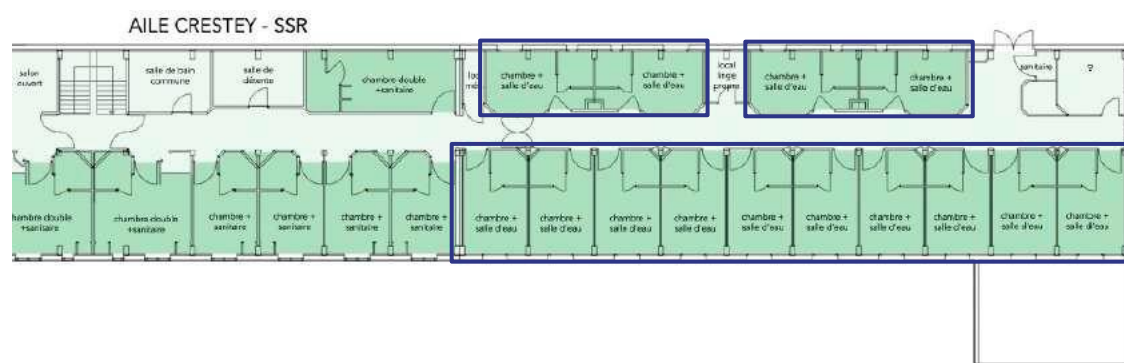 AILE CRESTEY - SSR
salon
ouvert
salle de bain
commune
salle de
détente
chambre double
+sanitaire
chambre +
salle d'eau
chambre +
salle d'eau
local
linge
propre
chambre +
salle d'eau
chambre +
salle d'eau
sanitaire
?
chambre double
+sanitaire
chambre double
+sanitaire
chambre +
sanitaire
chambre +
sanitaire
chambre +
sanitaire
chambre +
sanitaire
chambre +
salle d'eau
chambre +
salle d'eau
chambre +
salle d'eau
chambre +
salle d'eau
chambre +
salle d'eau
chambre +
salle d'eau
chambre +
salle d'eau
chambre +
salle d'eau
chambre +
salle d'eau
chambre +
salle d'eau